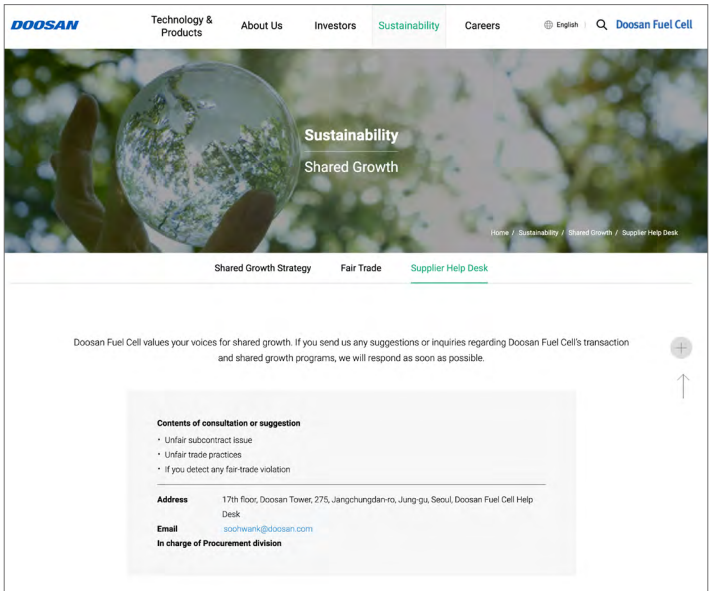 DOOSAN
Technology &
Products
About Us
Investors
Sustainability
Careers
English
Doosan Fuel Cell
Sustainability
Shared Growth
Home / Sustainability / Shared Growth / Supplier Help Desk
Shared Growth Strategy
Fair Trade
Supplier Help Desk
Doosan Fuel Cell values your voices for shared growth. If you send us any suggestions or inquiries regarding Doosan Fuel Cell's transaction
and shared growth programs, we will respond as soon as possible.
Contents of consultation or suggestion
· Unfair subcontract issue
· Unfair trade practices
· If you detect any fair-trade violation
Address 17th floor, Doosan Tower, 275, Jangchungdan-ro, Jung-gu, Seoul, Doosan Fuel Cell Help
Desk
Email soohwank@doosan.com
In charge of Procurement division